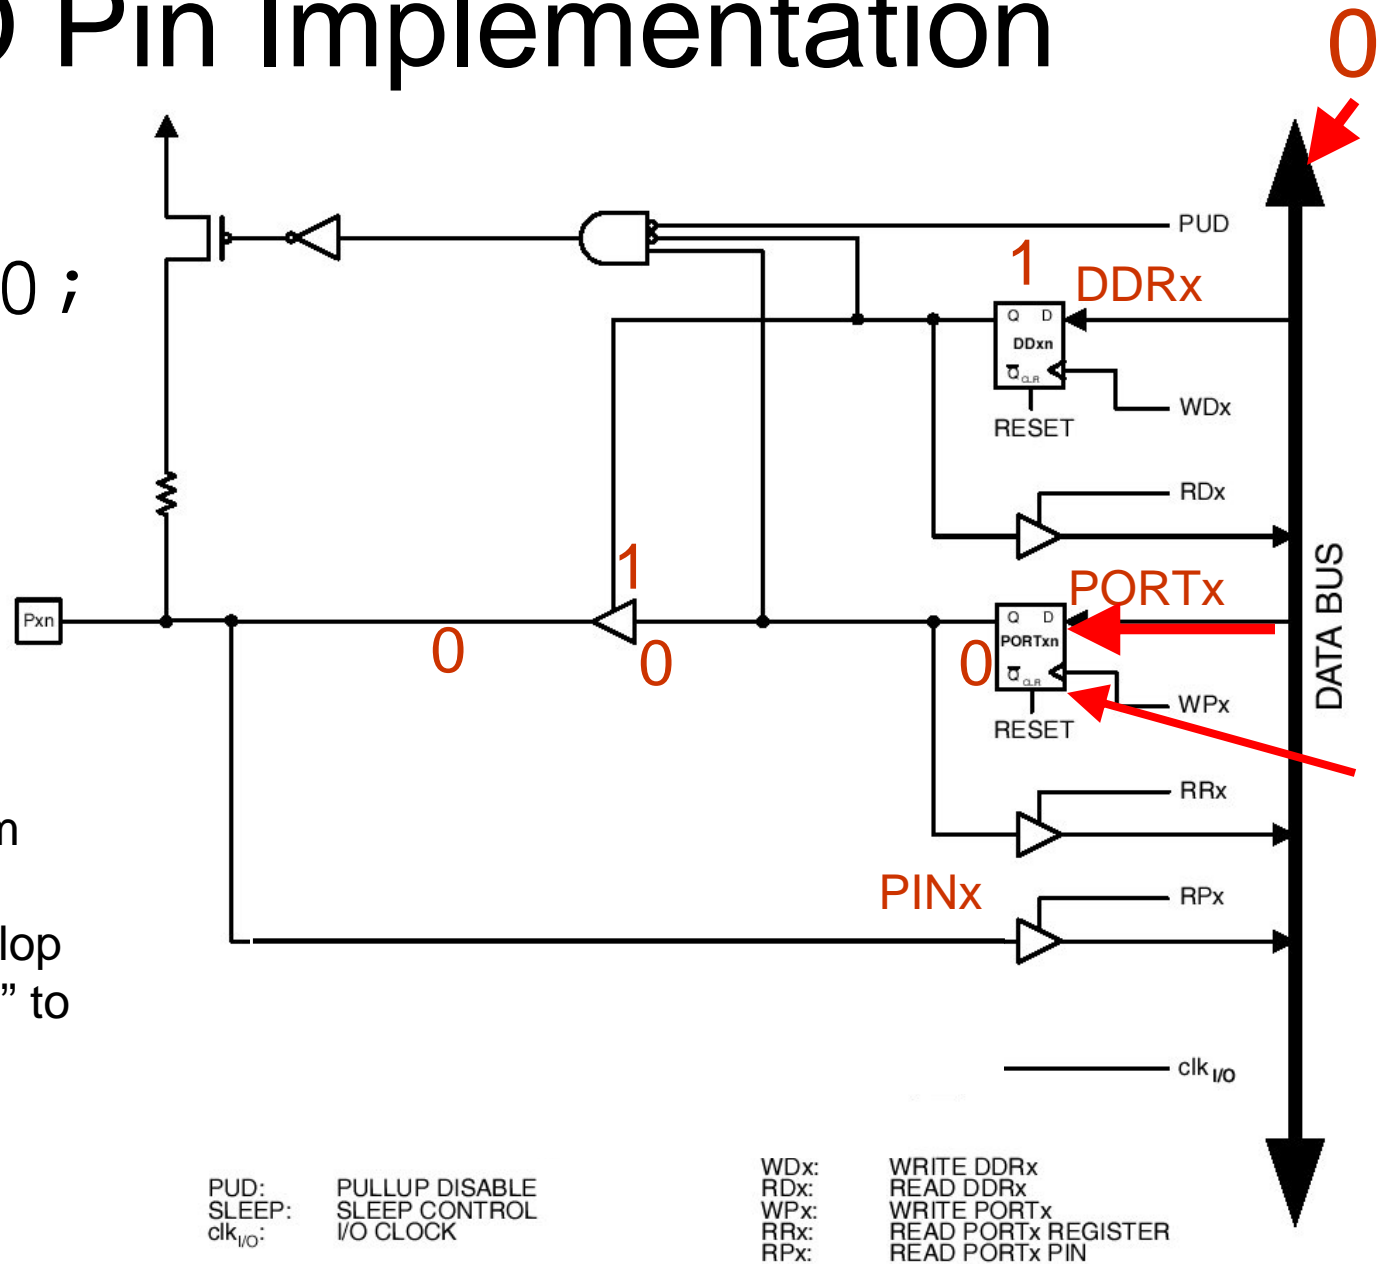 O Pin Implementation
0
PUD
1
DDRx
0;
Q D
DDxn
Q CLR
WDx
RESET
RDx
1
PORTx
DATA BUS
Pxn
Q D
PORTxn
0
0
0
Q CLR
WPx
RESET
RRx
m
PINx
RPx
lop
” to
clk I/O
PUD: PULLUP DISABLE
SLEEP: SLEEP CONTROL
clk I/O: I/O CLOCK
WDx: WRITE DDRx
RDx: READ DDRx
WPx: WRITE PORTx
RRx: READ PORTx REGISTER
RPx: READ PORTx PIN